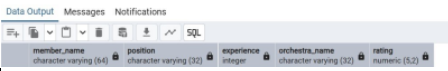 Data Output Messages Notifications
SQL
member_name position experience orchestra_name rating
character varying (64) character varying (32) integer character varying (32) numeric (5,2)